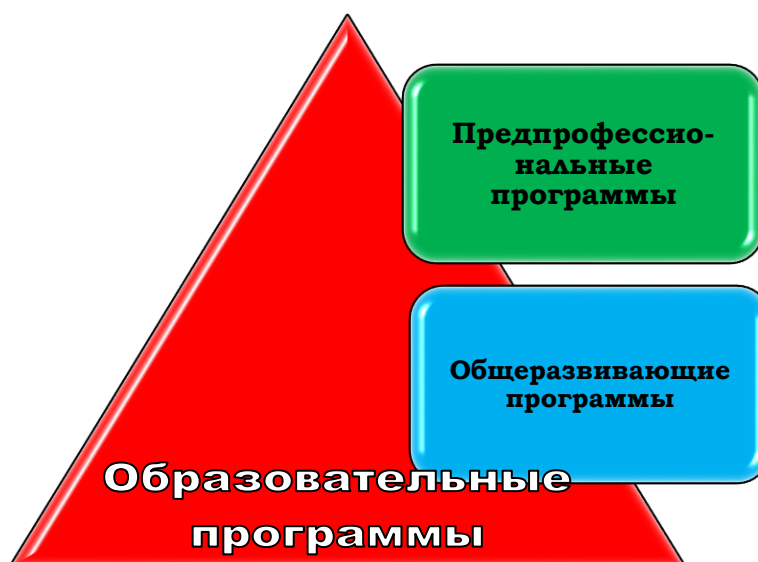 Предпрофессио-
нальные
программы
Общеразвивающие
программы
Образовательные
программы